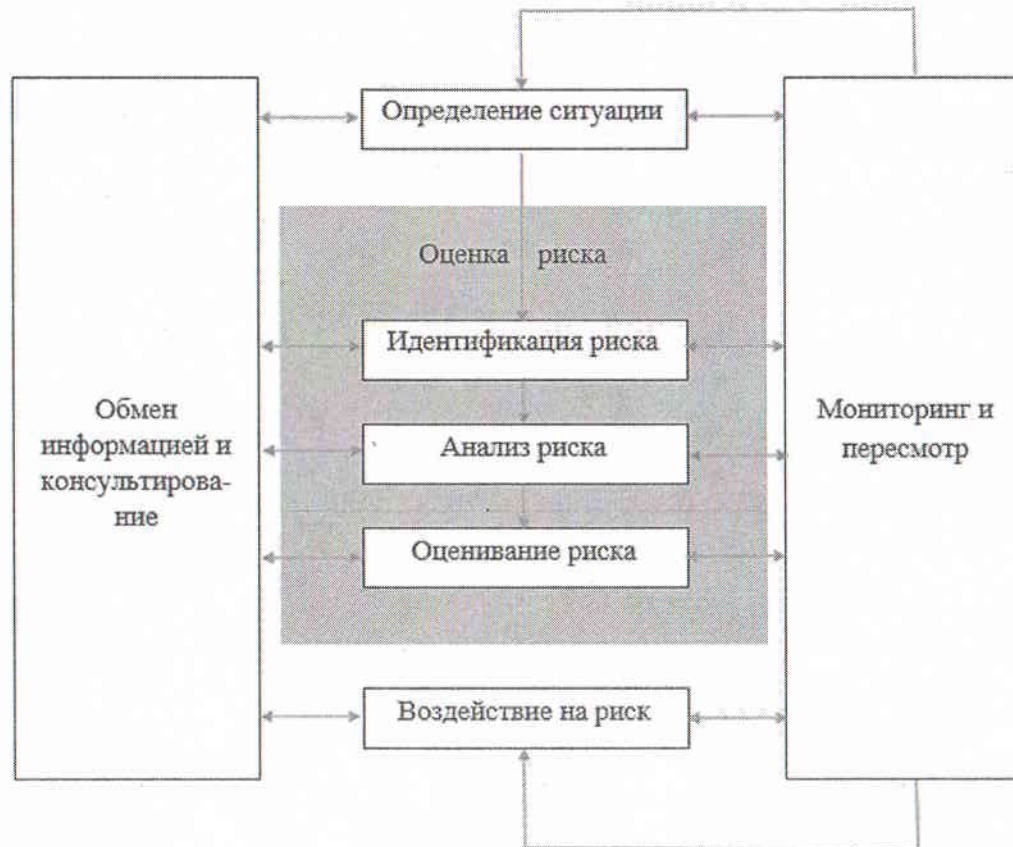 Определение ситуации
Оценка риска
Идентификация риска
Анализ риска
Оценивание риска
Воздействие на риск
Обмен
информацией и
консультирова-
ние
Мониторинг и
пересмотр